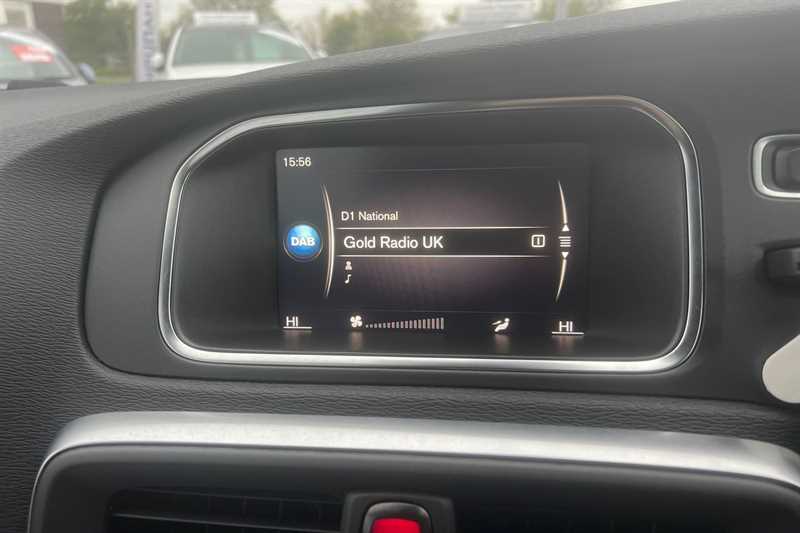 15:56
D1 National
DAB
Gold Radio UK
HI
HI